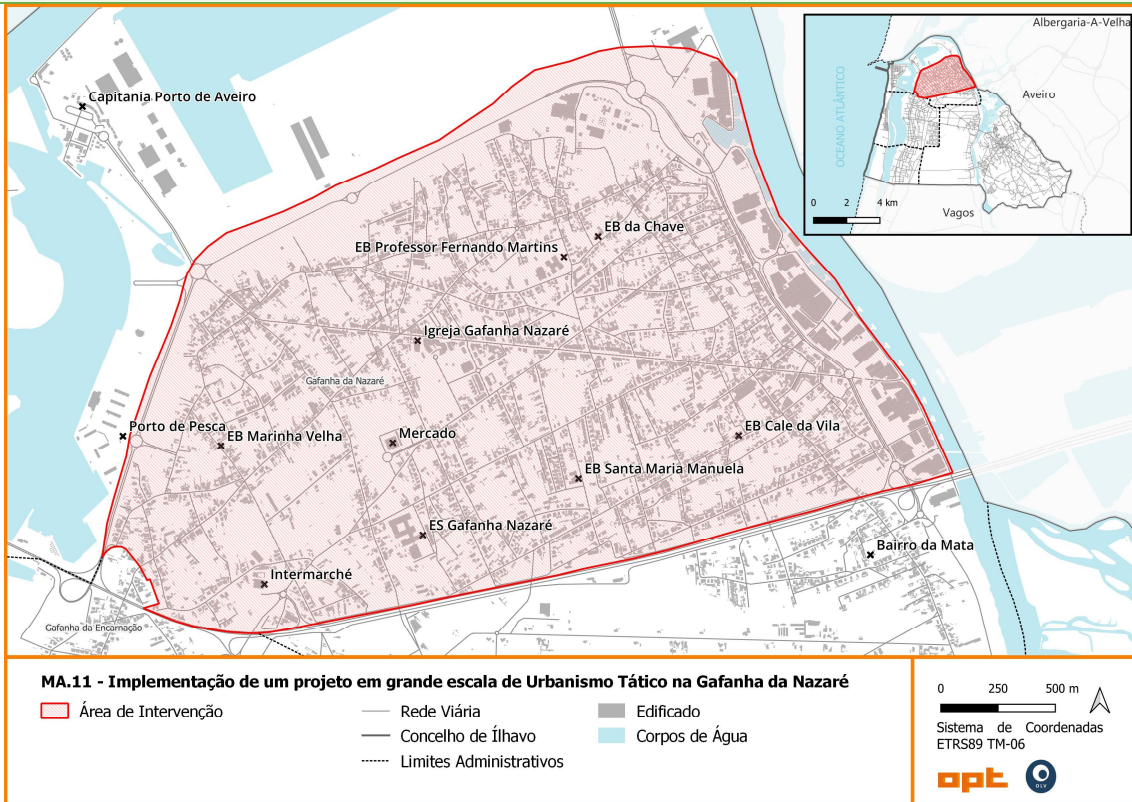 Capitania Porto de Aveiro
EB da Chave
EB Professor Fernando Martins
Igreja Gafanha Nazaré
Gafanha da Nazaré
Porto de Pesca
EB Marinha Velha
Mercado
EB Cale da Vila
EB Santa Maria Manuela
ES Gafanha Nazaré
Bairro da Mata
Intermarché
Gafanha da Encarnação
Albergaria-A-Velha
Aveiro
OCEANO ATLÂNTICO
0 2 4 km
Vagos
MA.11 - Implementação de um projeto em grande escala de Urbanismo Tático na Gafanha da Nazaré
Área de Intervenção
Rede Viária
Concelho de Ílhavo
Limites Administrativos
Edificado
Corpos de Água
0 250 500 m
Sistema de Coordenadas
ETRS89 TM-06
opt
OLV